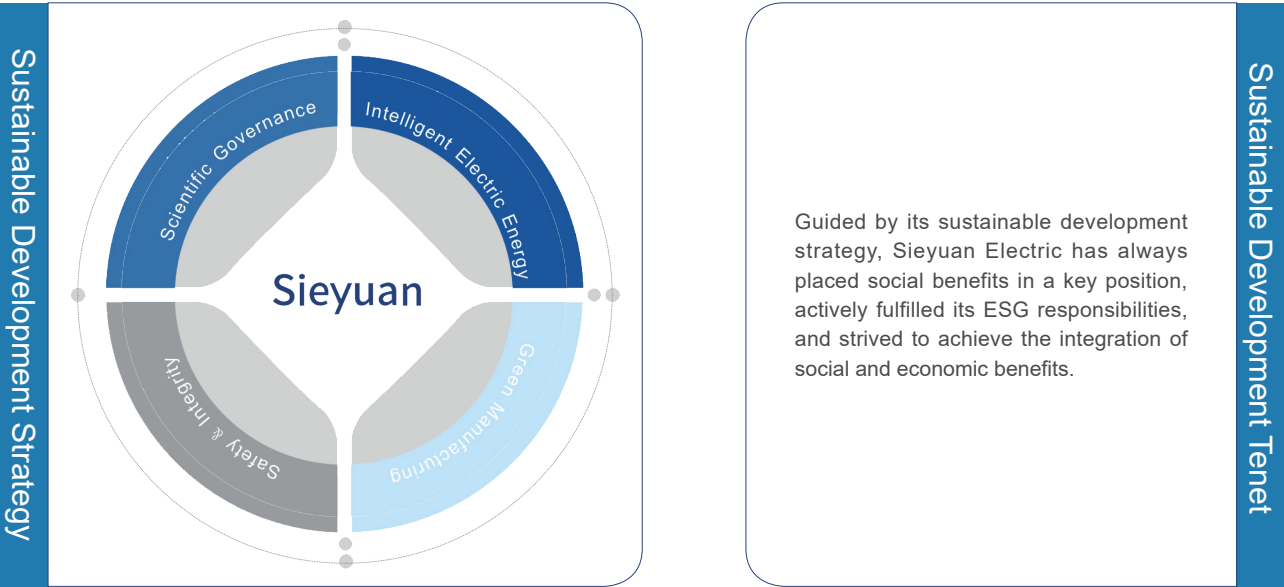 Sustainable Development Strategy
Scientific Governance
Intelligent Electric Energy
Sieyuan
Safety & Integrity
Green Manufacturing
Guided by its sustainable development
strategy, Sieyuan Electric has always
placed social benefits in a key position,
actively fulfilled its ESG responsibilities,
and strived to achieve the integration of
social and economic benefits.
Sustainable Development Tenet